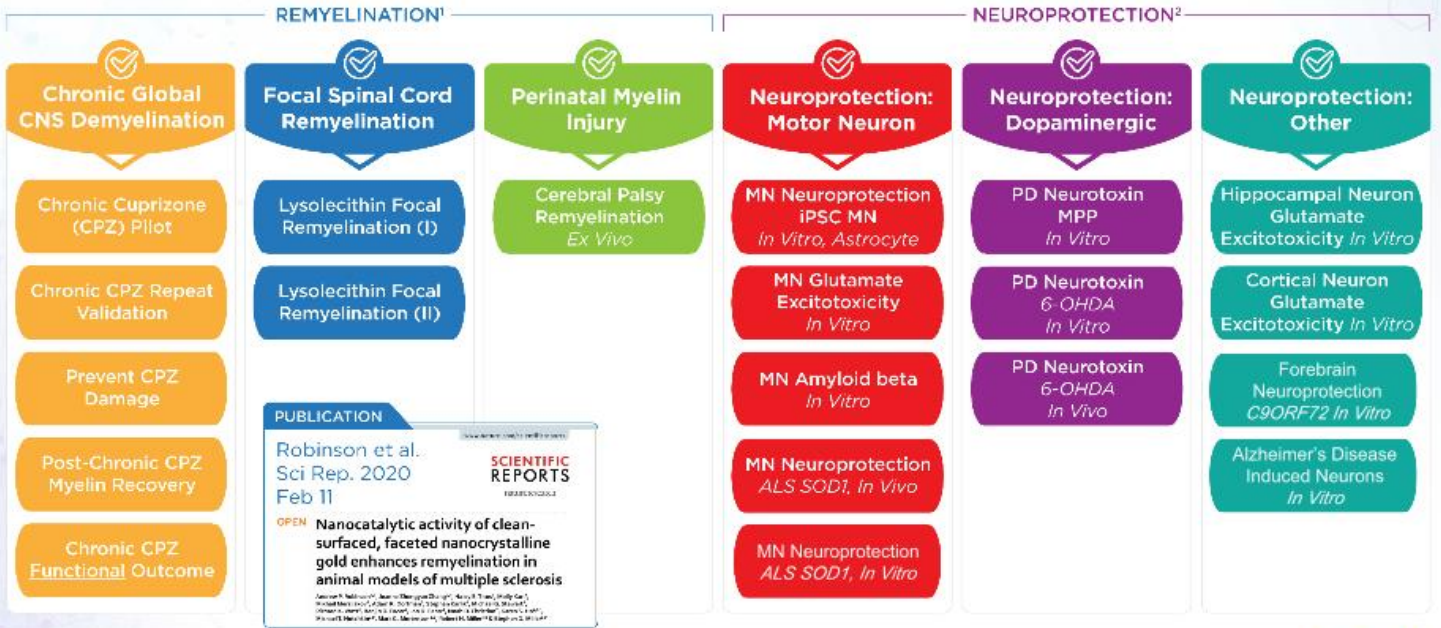 REMYELINATION¹
NEUROPROTECTION²
Chronic Global
CNS Demyelination
Chronic Cuprizone
(CPZ) Pilot
Chronic CPZ Repeat
Validation
Prevent CPZ
Damage
Post-Chronic CPZ
Myelin Recovery
Chronic CPZ
Functional Outcome
Focal Spinal Cord
Remyelination
Lysolecithin Focal
Remyelination (I)
Lysolecithin Focal
Remyelination (II)
Perinatal Myelin
Injury
Cerebral Palsy
Remyelination
Ex Vivo
PUBLICATION
Robinson et al.
Sci Rep. 2020
Feb 11
SCIENTIFIC
REPORTS
OPEN
Nanocatalytic activity of clean-
surfaced, faceted nanocrystalline
gold enhances remyelination in
animal models of multiple sclerosis
Neuroprotection:
Motor Neuron
MN Neuroprotection
iPSC MN
In Vitro, Astrocyte
MN Glutamate
Excitotoxicity
In Vitro
MN Amyloid beta
In Vitro
MN Neuroprotection
ALS SOD1, In Vivo
MN Neuroprotection
ALS SOD1, In Vitro
Neuroprotection:
Dopaminergic
PD Neurotoxin
MPP
In Vitro
PD Neurotoxin
6-OHDA
In Vitro
PD Neurotoxin
6-OHDA
In Vivo
Neuroprotection:
Other
Hippocampal Neuron
Glutamate
Excitotoxicity In Vitro
Cortical Neuron
Glutamate
Excitotoxicity In Vitro
Forebrain
Neuroprotection
C9ORF72 In Vitro
Alzheimer's Disease
Induced Neurons
In Vitro